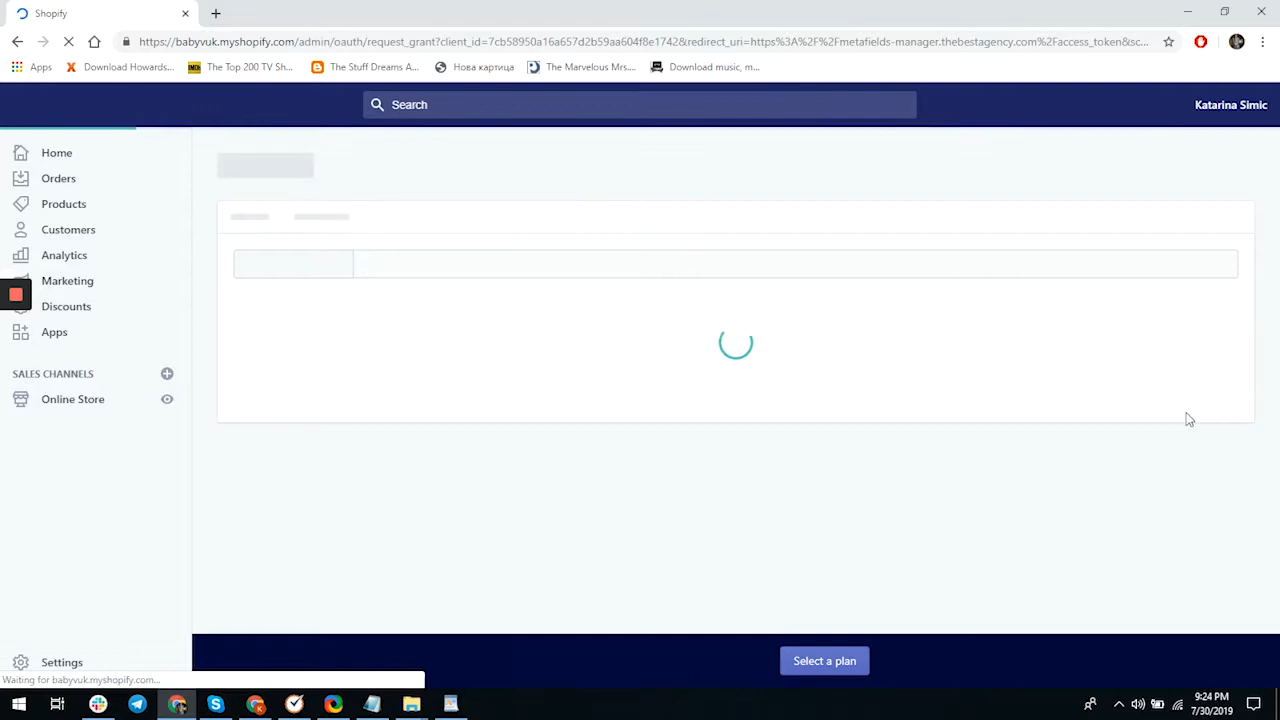 Shopify
https://babyvuk.myshopify.com/admin/oauth/request_grant?client_id=7cb58950a16a657d2b59aa604f8e1742&redirect_uri=https%3A%2F%2Fmetafields-manager.thebestagency.com%2Faccess_token&sc...
Apps
Download Howards...
The Top 200 TV Sh...
The Stuff Dreams A...
Нова картица
The Marvelous Mrs....
Download music, m...
Search
Katarina Simic
Home
Orders
Products
Customers
Analytics
Marketing
Discounts
Apps
SALES CHANNELS
Online Store
Settings
Select a plan
Waiting for babyvuk.myshopify.com...
9:24 PM
7/30/2019